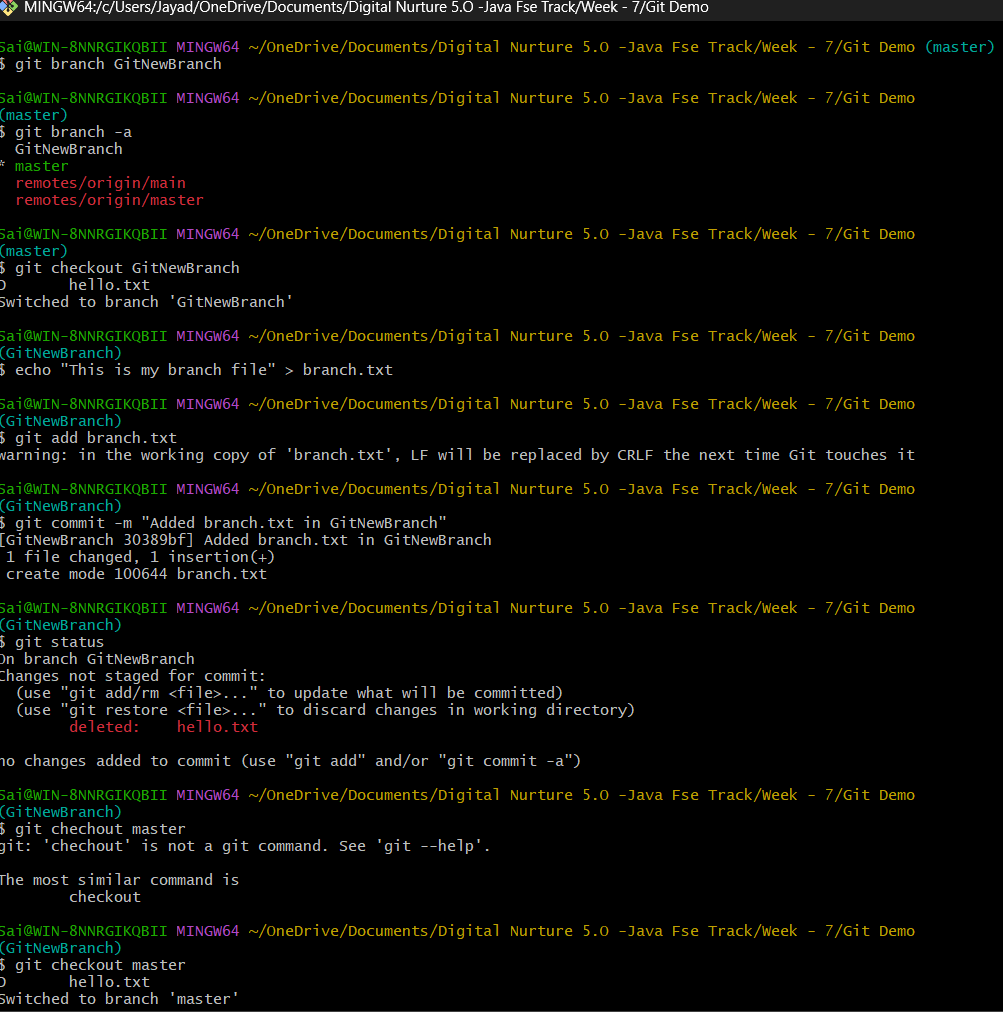 MINGW64:/c/Users/Jayad/OneDrive/Documents/Digital Nurture 5.O -Java Fse Track/Week - 7/Git Demo
Sai@WIN-8NNRGIKQBII MINGW64 ~/OneDrive/Documents/Digital Nurture 5.O -Java Fse Track/Week - 7/Git Demo (master)
$ git branch GitNewBranch
Sai@WIN-8NNRGIKQBII MINGW64 ~/OneDrive/Documents/Digital Nurture 5.O -Java Fse Track/Week - 7/Git Demo
(master)
$ git branch -a
GitNewBranch
* master
remotes/origin/main
remotes/origin/master
Sai@WIN-8NNRGIKQBII MINGW64 ~/OneDrive/Documents/Digital Nurture 5.O -Java Fse Track/Week - 7/Git Demo
(master)
$ git checkout GitNewBranch
D       hello.txt
Switched to branch 'GitNewBranch'
Sai@WIN-8NNRGIKQBII MINGW64 ~/OneDrive/Documents/Digital Nurture 5.O -Java Fse Track/Week - 7/Git Demo
(GitNewBranch)
$ echo "This is my branch file" > branch.txt
Sai@WIN-8NNRGIKQBII MINGW64 ~/OneDrive/Documents/Digital Nurture 5.O -Java Fse Track/Week - 7/Git Demo
(GitNewBranch)
$ git add branch.txt
warning: in the working copy of 'branch.txt', LF will be replaced by CRLF the next time Git touches it
Sai@WIN-8NNRGIKQBII MINGW64 ~/OneDrive/Documents/Digital Nurture 5.O -Java Fse Track/Week - 7/Git Demo
(GitNewBranch)
$ git commit -m "Added branch.txt in GitNewBranch"
[GitNewBranch 30389bf] Added branch.txt in GitNewBranch
1 file changed, 1 insertion(+)
create mode 100644 branch.txt
Sai@WIN-8NNRGIKQBII MINGW64 ~/OneDrive/Documents/Digital Nurture 5.O -Java Fse Track/Week - 7/Git Demo
(GitNewBranch)
$ git status
On branch GitNewBranch
Changes not staged for commit:
(use "git add/rm <file>..." to update what will be committed)
(use "git restore <file>..." to discard changes in working directory)
deleted:    hello.txt
no changes added to commit (use "git add" and/or "git commit -a")
Sai@WIN-8NNRGIKQBII MINGW64 ~/OneDrive/Documents/Digital Nurture 5.O -Java Fse Track/Week - 7/Git Demo
(GitNewBranch)
$ git chechout master
git: 'chechout' is not a git command. See 'git --help'.
The most similar command is
checkout
Sai@WIN-8NNRGIKQBII MINGW64 ~/OneDrive/Documents/Digital Nurture 5.O -Java Fse Track/Week - 7/Git Demo
(GitNewBranch)
$ git checkout master
D       hello.txt
Switched to branch 'master'